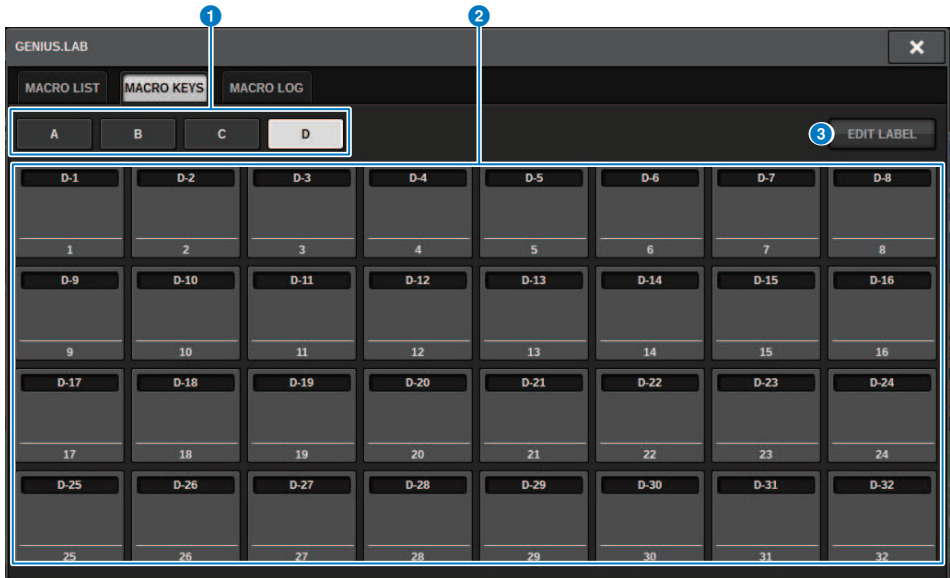 1 2
GENIUS.LAB ×
MACRO LIST MACRO KEYS MACRO LOG
A B C D 3 EDIT LABEL
D-1 D-2 D-3 D-4 D-5 D-6 D-7 D-8
1 2 3 4 5 6 7 8
D-9 D-10 D-11 D-12 D-13 D-14 D-15 D-16
9 10 11 12 13 14 15 16
D-17 D-18 D-19 D-20 D-21 D-22 D-23 D-24
17 18 19 20 21 22 23 24
D-25 D-26 D-27 D-28 D-29 D-30 D-31 D-32
25 26 27 28 29 30 31 32